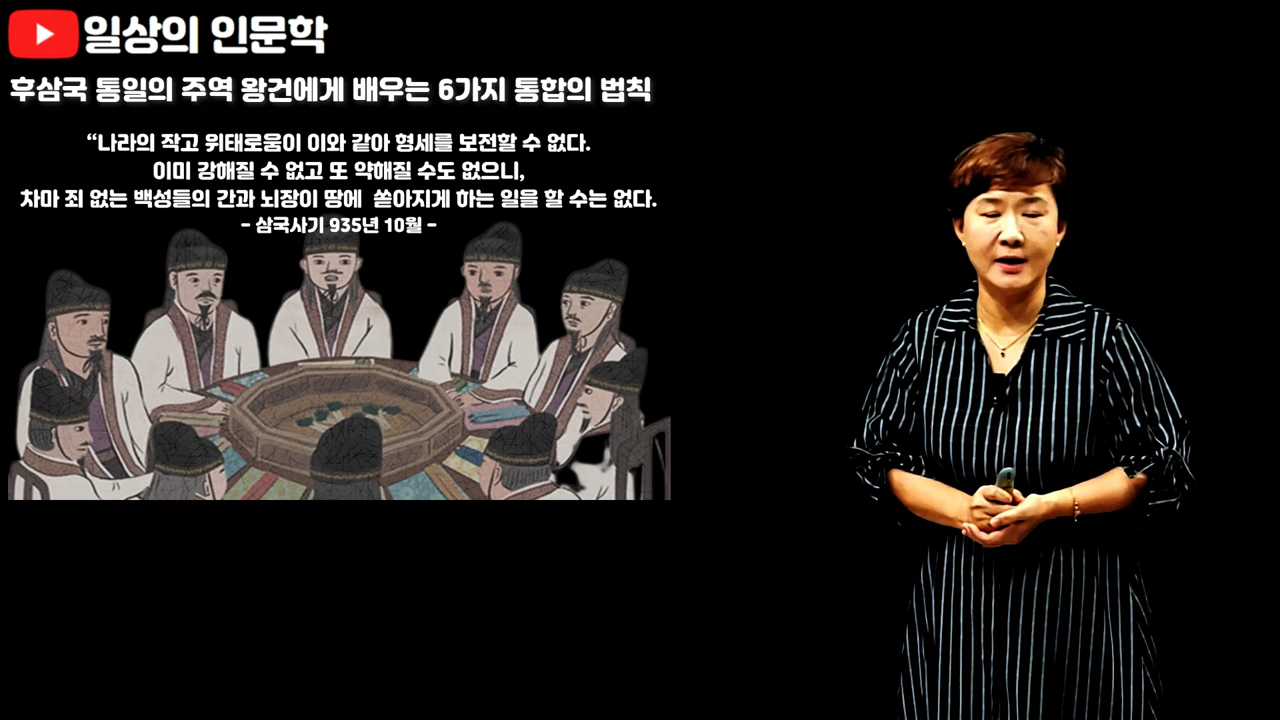 일상의 인문학
후삼국 통일의 주역 왕건에게 배우는 6가지 통합의 법칙
“나라의 작고 위태로움이 이와 같아 형세를 보전할 수 없다.
이미 강해질 수 없고 또 약해질 수도 없으니,
차마 죄 없는 백성들의 간과 뇌장이 땅에 쏟아지게 하는 일을 할 수는 없다.
- 삼국사기 935년 10월 -